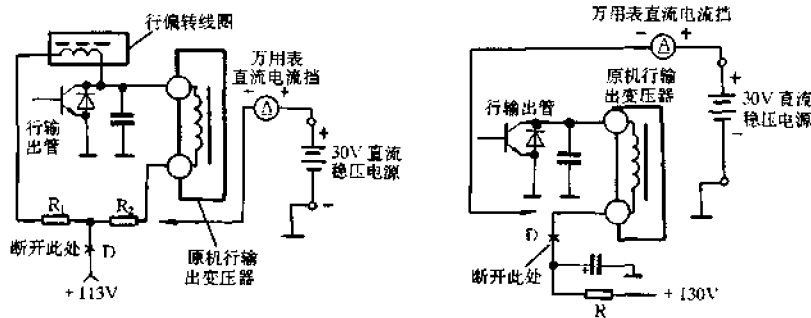 行偏转线圈
万用表
直流电流挡
- +
A
行输
出管
+
30V 直流
稳压电源
-
R₁
R₂
断开此处
D
原机行输
出变压器
+ 113V
万用表直流电流挡
- +
A
原机行输
出变压器
行输出管
+
30V 直流
稳压电源
-
D
断开此处
+
R
+ 130V